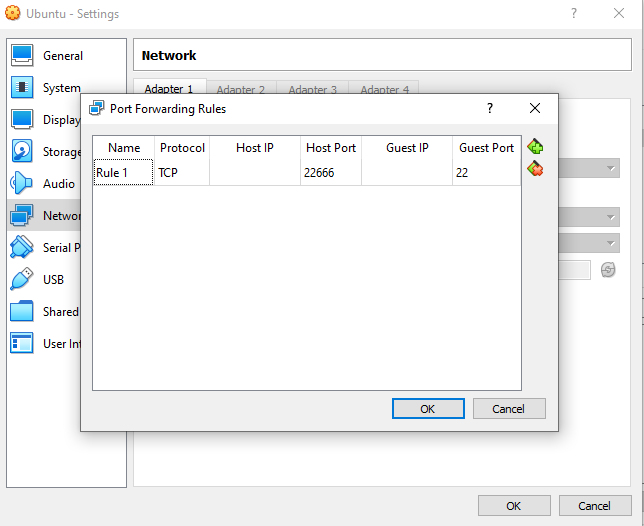 Ubuntu - Settings
General
System
Display
Storage
Audio
Networ
Serial P
USB
Shared
User Int
Network
Adapter 1 Adapter 2 Adapter 3 Adapter 4
Port Forwarding Rules
Name Protocol Host IP Host Port Guest IP Guest Port
Rule 1 TCP 22666 22
OK Cancel
OK Cancel